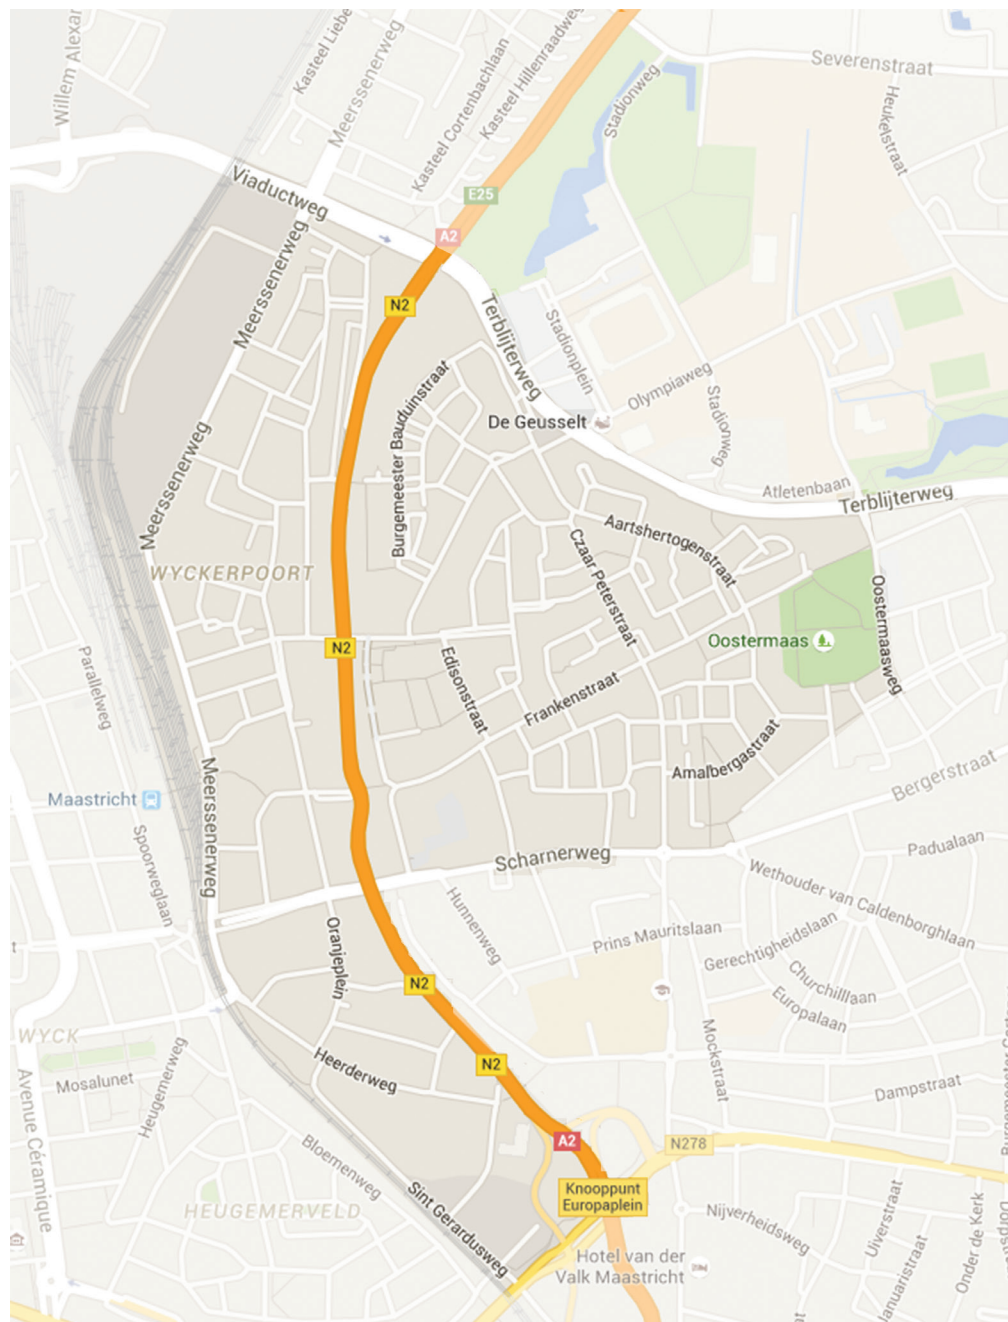 Willem Alexar
Kasteel Liebe
Meerssenerweg
Kasteel Cortenbachlaan
Kasteel Hillenraadweg
Stadionweg
Severenstraat
Heukelstraat
Viaductweg
E25
A2
Meerssenerweg
N2
Terblijterweg
Stadionplein
Olympiaweg
Stadionweg
Burgemeester Bauduinstraat
De Geusselt
Meerssenerweg
Atletenbaan
Terblijterweg
Aartshertogenstraat
Czaar Peterstraat
WYCKERPOORT
Oostermaasweg
Oostermaas
N2
Parallelweg
Edisonstraat
Frankenstraat
Amalbergastraat
Meerssenerweg
Bergerstraat
Maastricht
Spoorweglaan
Scharnerweg
Padualaan
Wethouder van Caldenborghlaan
Hunnenweg
Oranjeplein
Prins Mauritslaan
Gerechtigheidslaan
Churchilllaan
Europalaan
t
N2
WYCK
Mosalunet
Heugemerweg
Heerderweg
N2
Mockstraat
Dampstraat
Avenue Céramique
Bloemenweg
A2
N278
Knooppunt
Europaplein
Sint Gerardusweg
HEUGEMERVELD
Nijverheidsweg
Uiverstraat
Onder de Kerk
Januaristraat
Hotel van der
Valk Maastricht
nt